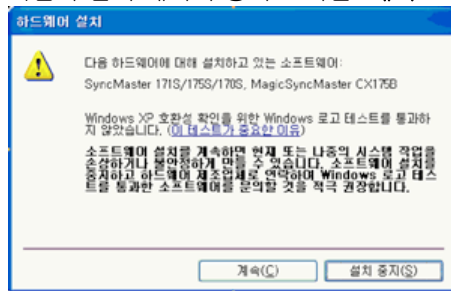 하드웨어 설치
다음 하드웨어에 대해 설치하고 있는 소프트웨어:
SyncMaster 171S/175S/170S, MagicSyncMaster CX175B
Windows XP 호환성 확인을 위한 Windows 로고 테스트를 통과하
지 않았습니다. (이 테스트가 중요한 이유)
소프트웨어 설치를 계속하면 현재 또는 나중의 시스템 작업을
손상하거나 불안정하게 만들 수 있습니다. 소프트웨어 설치를
중지하고 하드웨어 제조업체로 연락하여 Windows 로고 테스
트를 통과한 소프트웨어를 문의할 것을 적극 권장합니다.
계속(C)
설치 중지(S)